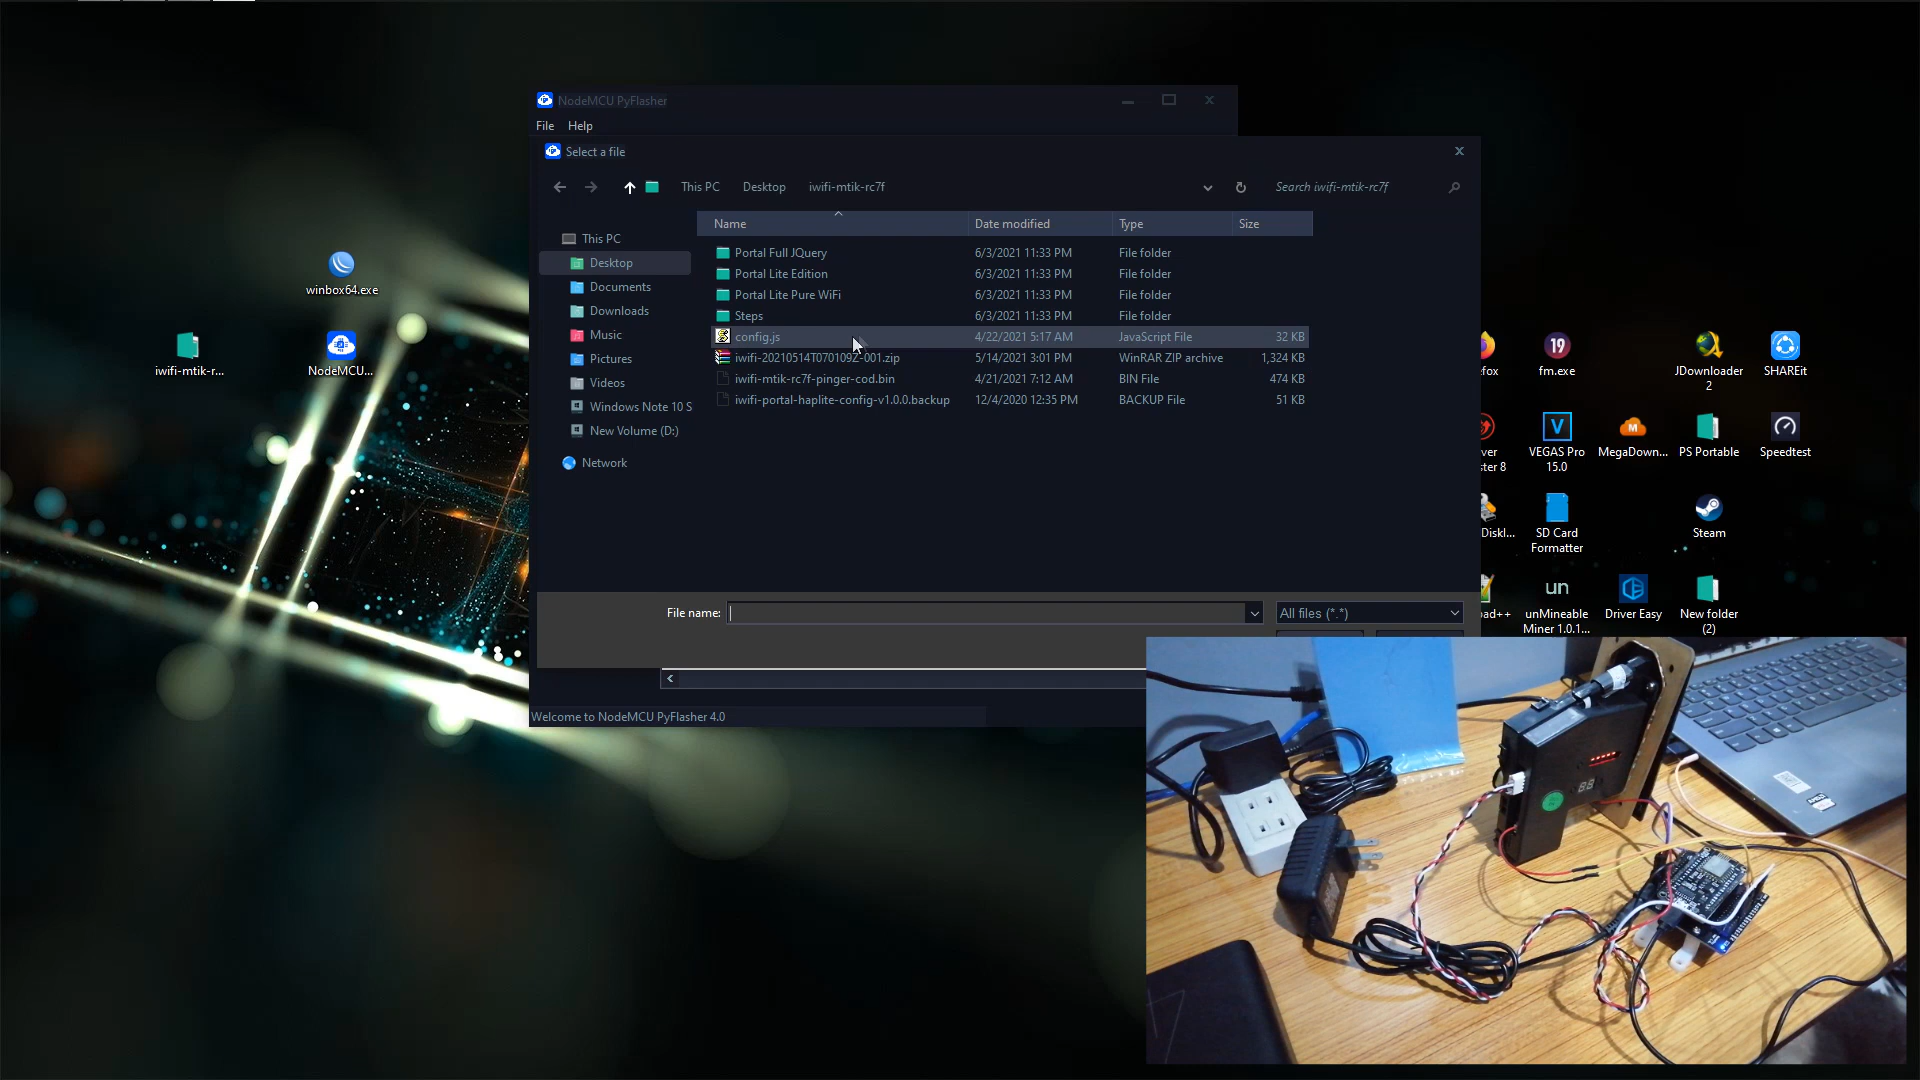 NodeMCU PyFlasher
File Help
Select a file
This PC Desktop iwifi-mtik-rc7f
Search iwifi-mtik-rc7f
Name Date modified Type Size
This PC
Desktop
Documents
Downloads
Music
Pictures
Videos
Windows Note 10 S
New Volume (D:)
Network
Portal Full JQuery 6/3/2021 11:33 PM File folder
Portal Lite Edition 6/3/2021 11:33 PM File folder
Portal Lite Pure WiFi 6/3/2021 11:33 PM File folder
Steps 6/3/2021 11:33 PM File folder
config.js 4/22/2021 5:17 AM JavaScript File 32 KB
iwifi-20210514T070109Z-001.zip 5/14/2021 3:01 PM WinRAR ZIP archive 1,324 KB
iwifi-mtik-rc7f-pinger-cod.bin 4/21/2021 7:12 AM BIN File 474 KB
iwifi-portal-haplite-config-v1.0.0.backup 12/4/2020 12:35 PM BACKUP File 51 KB
File name:
All files (*.*)
Welcome to NodeMCU PyFlasher 4.0
winbox64.exe
iwifi-mtik-r...
NodeMCU...
efox
19
fm.exe
JDownloader
2
SHAREit
ver
ster 8
V
VEGAS Pro
15.0
M
MegaDown...
PS Portable
Speedtest
Diskl...
SD Card
Formatter
Steam
pad++
un
unMineable
Miner 1.0.1...
Driver Easy
New folder
(2)